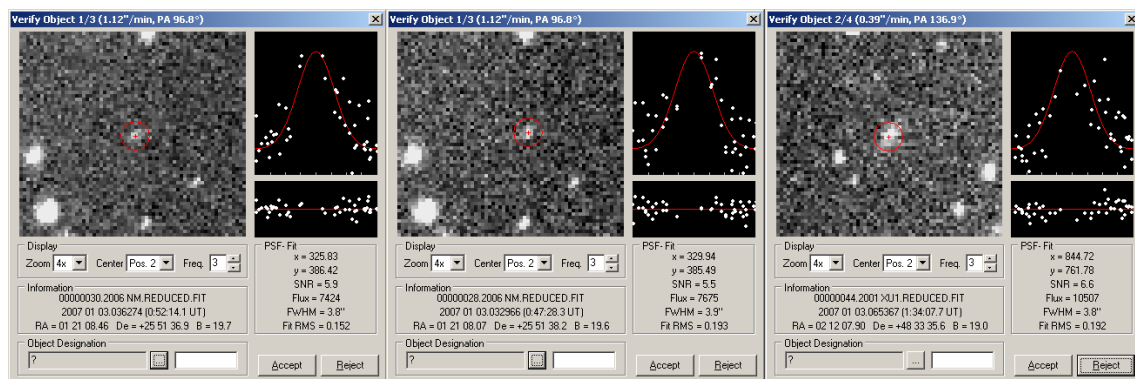 Verify Object 1/3 (1.12"/min, PA 96.8°)
Display
Zoom 4x Center Pos. 2 Freq. 3
Information
00000030.2006 NM.REDUCED.FIT
2007 01 03.036274 (0:52:14.1 UT)
RA = 01 21 08.46 De = +25 51 36.9 B = 19.7
Object Designation
?
...
PSF- Fit
x = 325.83
y = 386.42
SNR = 5.9
Flux = 7424
FWHM = 3.8"
Fit RMS = 0.152
Accept Reject
Verify Object 1/3 (1.12"/min, PA 96.8°)
Display
Zoom 4x Center Pos. 2 Freq. 3
Information
00000028.2006 NM.REDUCED.FIT
2007 01 03.032966 (0:47:28.3 UT)
RA = 01 21 08.07 De = +25 51 38.2 B = 19.6
Object Designation
?
...
PSF- Fit
x = 329.94
y = 385.49
SNR = 5.5
Flux = 7675
FWHM = 3.9"
Fit RMS = 0.193
Accept Reject
Verify Object 2/4 (0.39"/min, PA 136.9°)
Display
Zoom 4x Center Pos. 2 Freq. 3
Information
00000044.2001 XU1.REDUCED.FIT
2007 01 03.065367 (1:34:07.7 UT)
RA = 02 12 07.90 De = +48 33 35.6 B = 19.0
Object Designation
?
...
PSF- Fit
x = 844.72
y = 761.78
SNR = 6.6
Flux = 10507
FWHM = 3.8"
Fit RMS = 0.192
Accept Reject